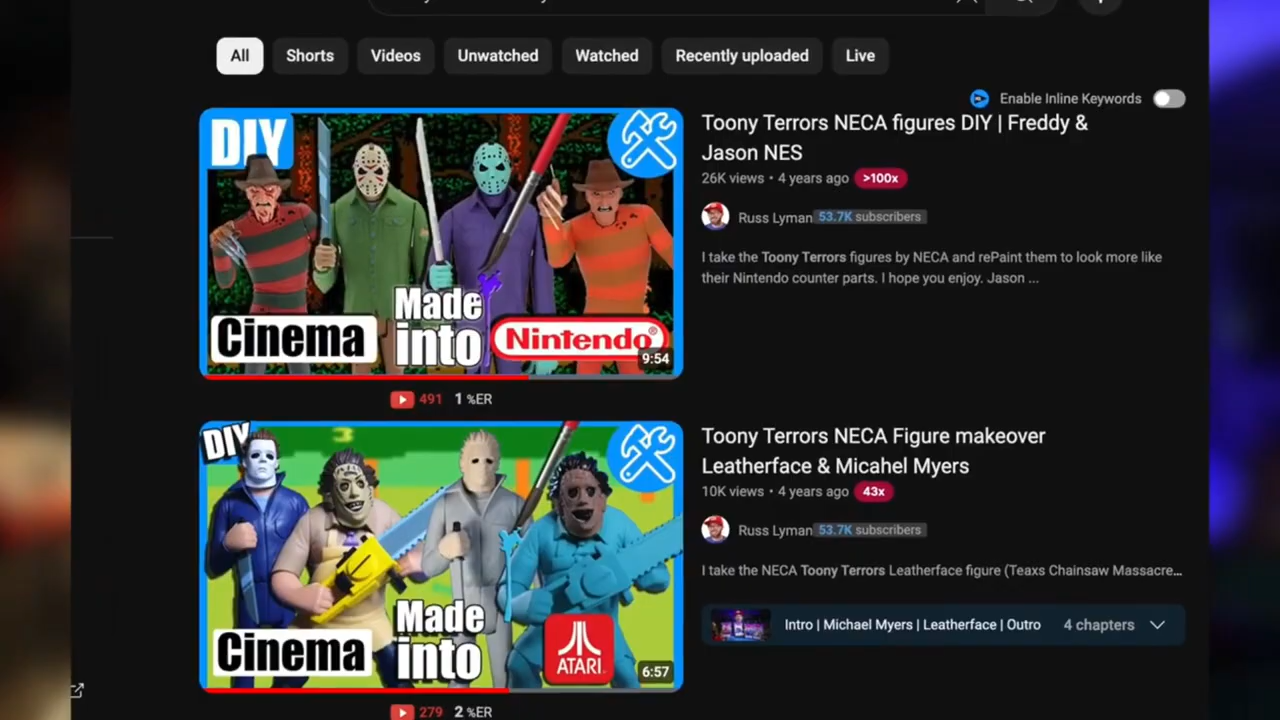 All
Shorts
Videos
Unwatched
Watched
Recently uploaded
Live
Enable Inline Keywords
DIY
Cinema
Made
into
Nintendo®
9:54
Toony Terrors NECA figures DIY | Freddy &
Jason NES
26K views • 4 years ago >100x
Russ Lyman 53.7K subscribers
I take the Toony Terrors figures by NECA and rePaint them to look more like
their Nintendo counter parts. I hope you enjoy. Jason ...
491 1 %ER
DIY
3
Cinema
Made
into
ATARI
6:57
Toony Terrors NECA Figure makeover
Leatherface & Micahel Myers
10K views • 4 years ago 43x
Russ Lyman 53.7K subscribers
I take the NECA Toony Terrors Leatherface figure (Teaxs Chainsaw Massacre...
Intro | Michael Myers | Leatherface | Outro 4 chapters
279 2 %ER